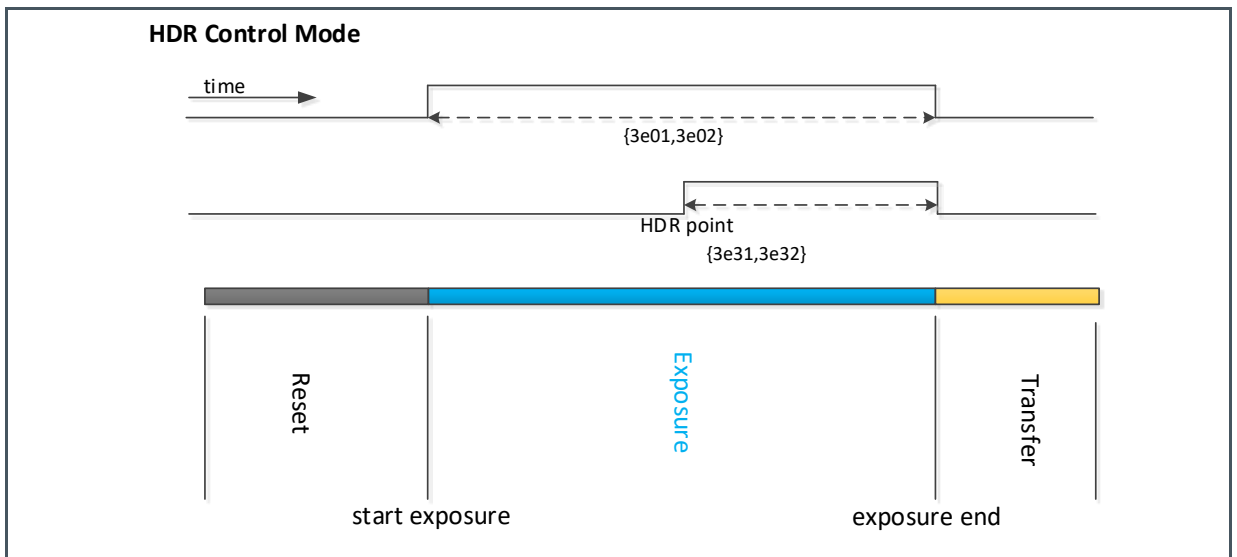 HDR Control Mode
time
{3e01,3e02}
HDR point
{3e31,3e32}
Reset
Exposure
Transfer
start exposure
exposure end